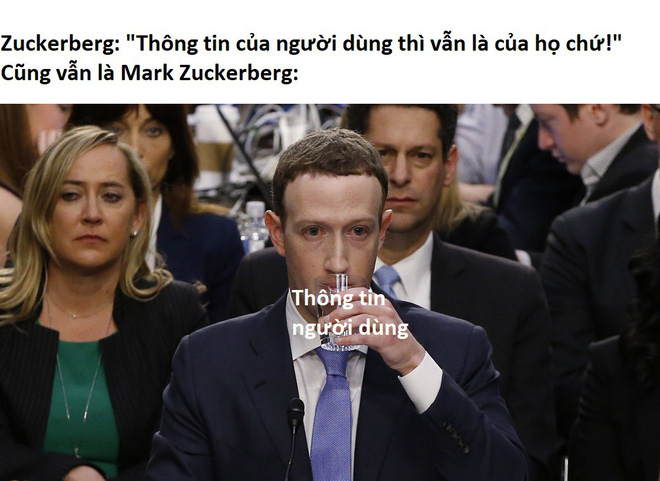 Zuckerberg: "Thông tin của người dùng thì vẫn là của họ chứ!"
Cũng vẫn là Mark Zuckerberg:
Thông tin
người dùng